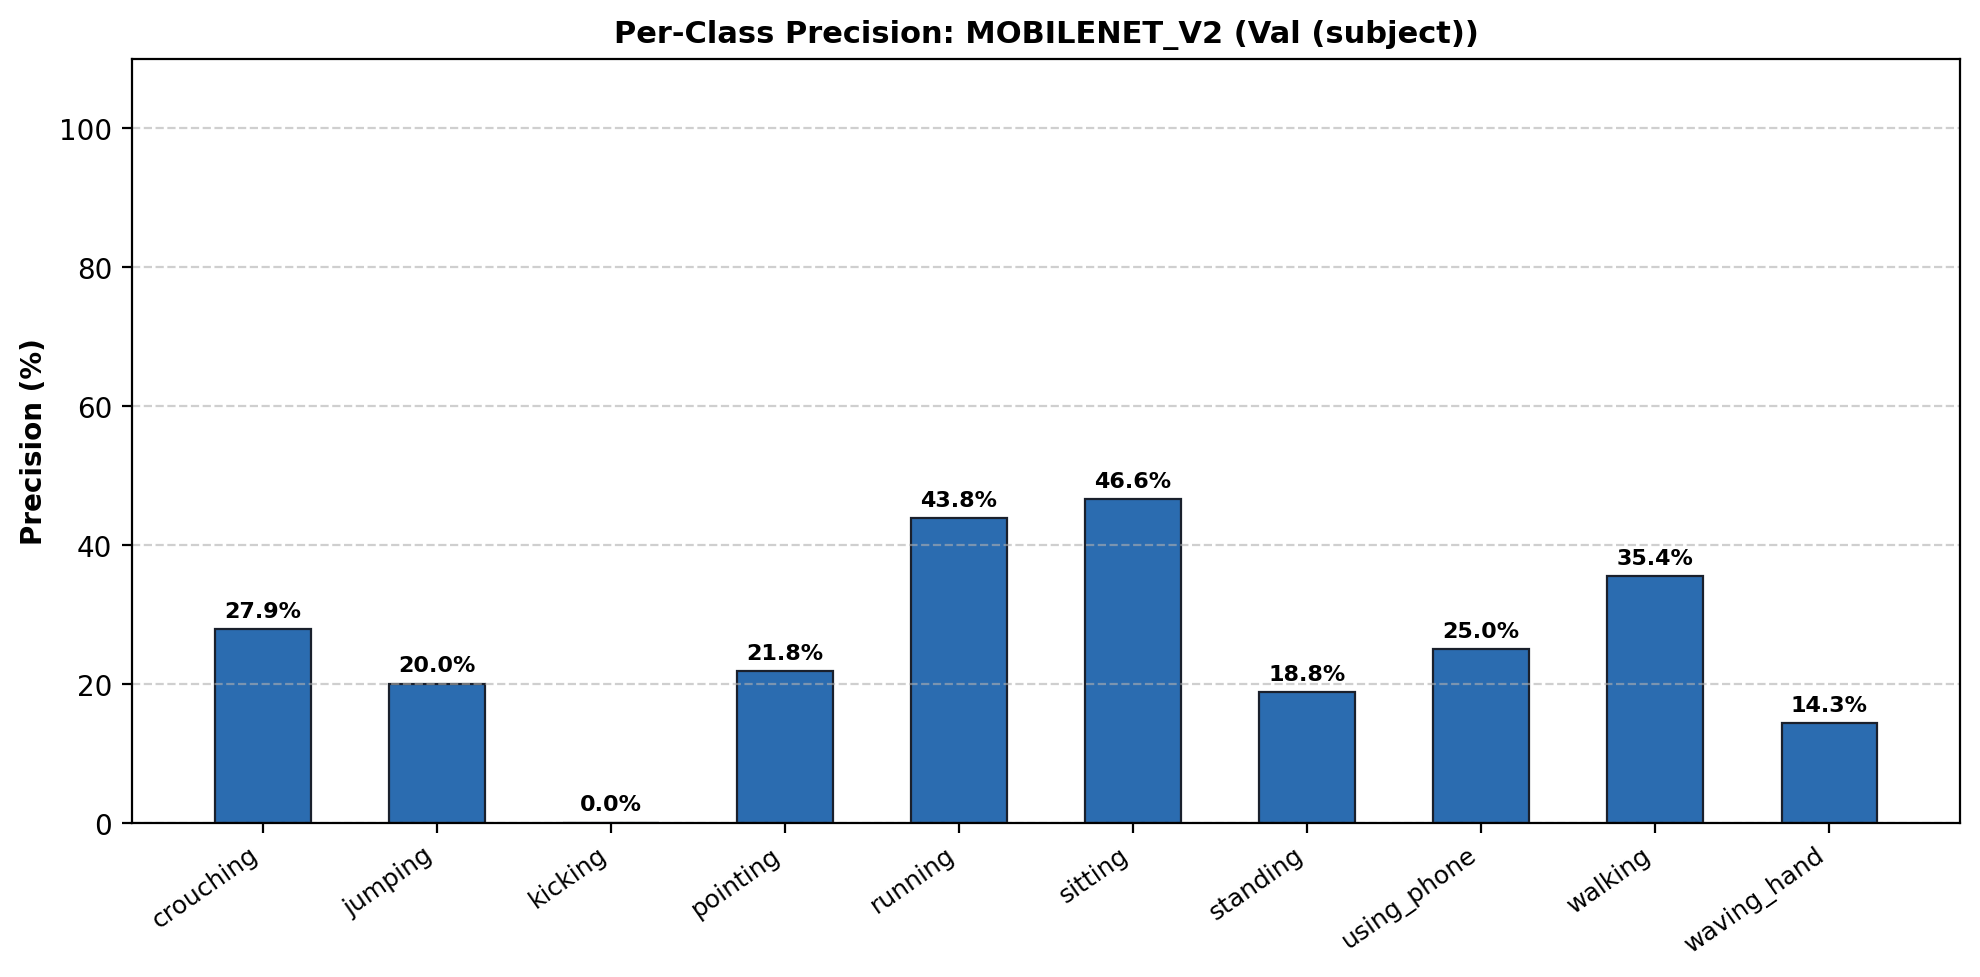 Per-Class Precision: MOBILENET_V2 (Val (subject))
Precision (%)
100
80
60
40
20
0
27.9%
20.0%
0.0%
21.8%
43.8%
46.6%
18.8%
25.0%
35.4%
14.3%
crouching
jumping
kicking
pointing
running
sitting
standing
using_phone
walking
waving_hand